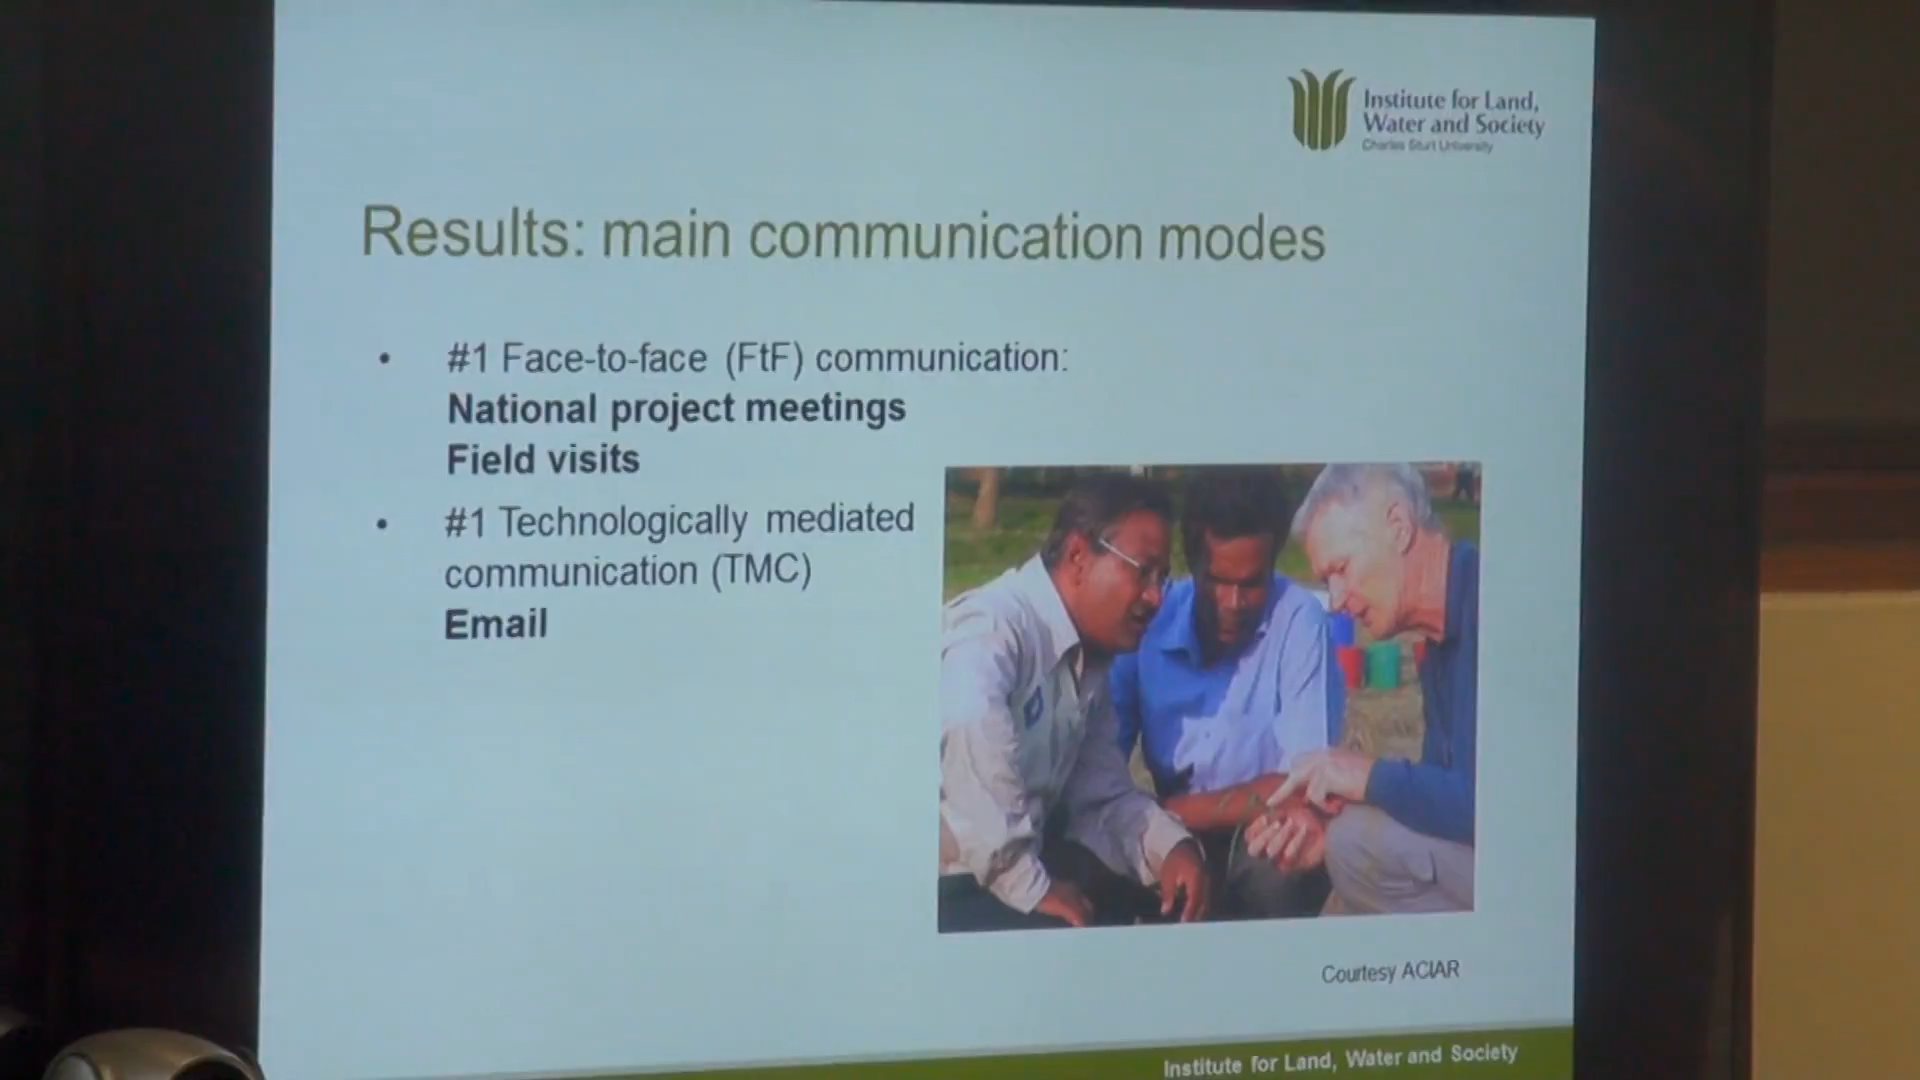 Institute for Land,
Water and Society
Charles Sturt University
Results: main communication modes
• #1 Face-to-face (FtF) communication:
National project meetings
Field visits
• #1 Technologically mediated
communication (TMC)
Email
Courtesy ACIAR
Institute for Land, Water and Society